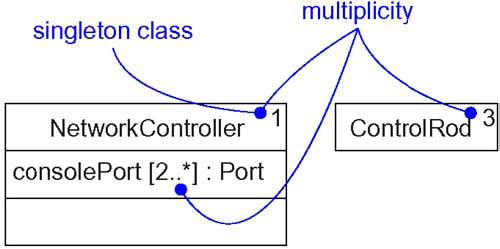 multiplicity
singleton class
1
3
NetworkController
ControlRod
consolePort [2..*] : Port